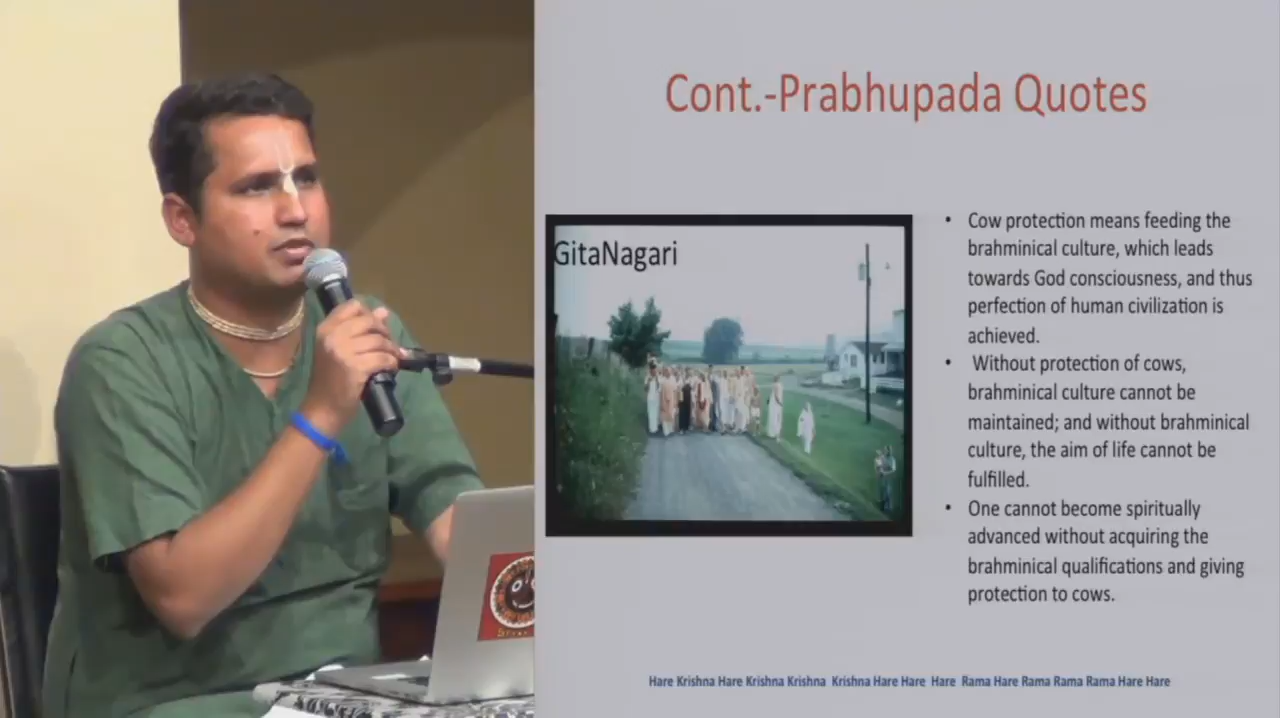 Cont.-Prabhupada Quotes
GitaNagari
• Cow protection means feeding the
brahminical culture, which leads
towards God consciousness, and thus
perfection of human civilization is
achieved.
• Without protection of cows,
brahminical culture cannot be
maintained; and without brahminical
culture, the aim of life cannot be
fulfilled.
• One cannot become spiritually
advanced without acquiring the
brahminical qualifications and giving
protection to cows.
Hare Krishna Hare Krishna Krishna Krishna Hare Hare Hare Rama Hare Rama Rama Rama Hare Hare